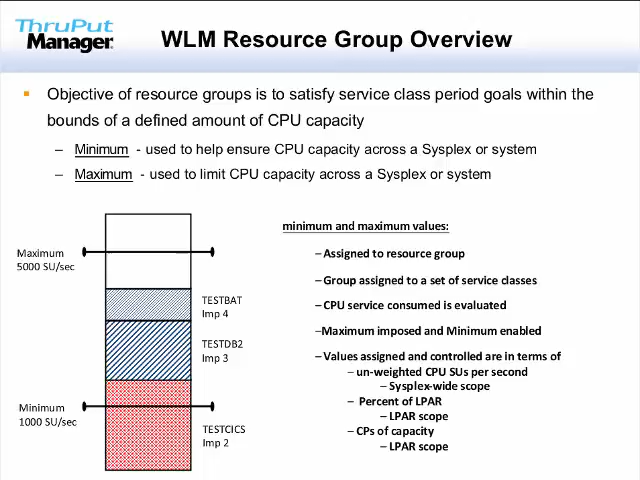 ThruPut
Manager®
WLM Resource Group Overview
Objective of resource groups is to satisfy service class period goals within the
bounds of a defined amount of CPU capacity
– Minimum - used to help ensure CPU capacity across a Sysplex or system
– Maximum - used to limit CPU capacity across a Sysplex or system
Maximum
5000 SU/sec
TESTBAT
Imp 4
TESTDB2
Imp 3
Minimum
1000 SU/sec
TESTCICS
Imp 2
minimum and maximum values:
–Assigned to resource group
–Group assigned to a set of service classes
–CPU service consumed is evaluated
–Maximum imposed and Minimum enabled
–Values assigned and controlled are in terms of
– un-weighted CPU SUs per second
– Sysplex-wide scope
– Percent of LPAR
– LPAR scope
– CPs of capacity
– LPAR scope